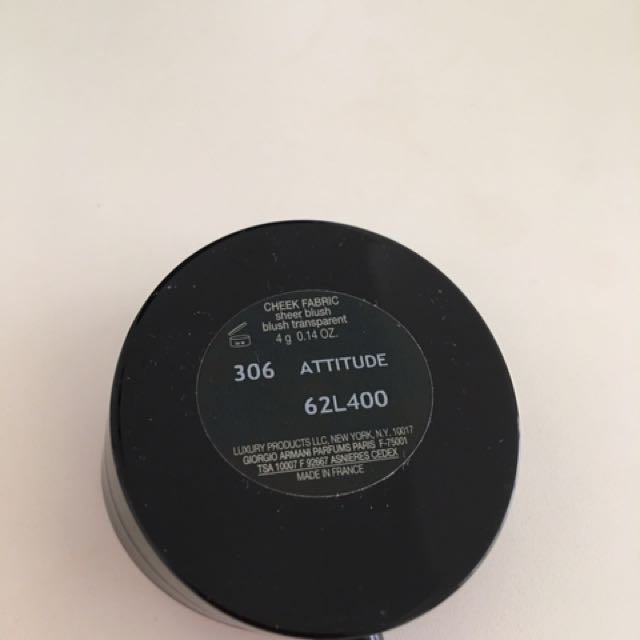 CHEEK FABRIC
sheer blush
blush transparent
4 g 0.14 OZ.
306 ATTITUDE
62L400
LUXURY PRODUCTS LLC, NEW YORK, N.Y. 10017
GIORGIO ARMANI PARFUMS PARIS F-75001
TSA 10007 F 92667 ASNIERES CEDEX
MADE IN FRANCE